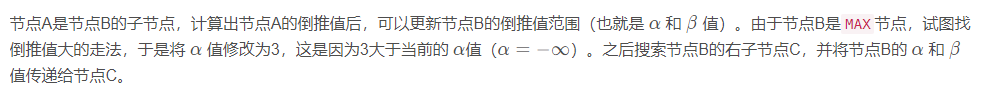 节点A是节点B的子节点，计算出节点A的倒推值后，可以更新节点B的倒推值范围（也就是 α 和 β 值）。由于节点B是 MAX 节点，试图找
倒推值大的走法，于是将 α 值修改为3，这是因为3大于当前的 α值（α = −∞）。之后搜索节点B的右子节点C，并将节点B的 α 和 β
值传递给节点C。